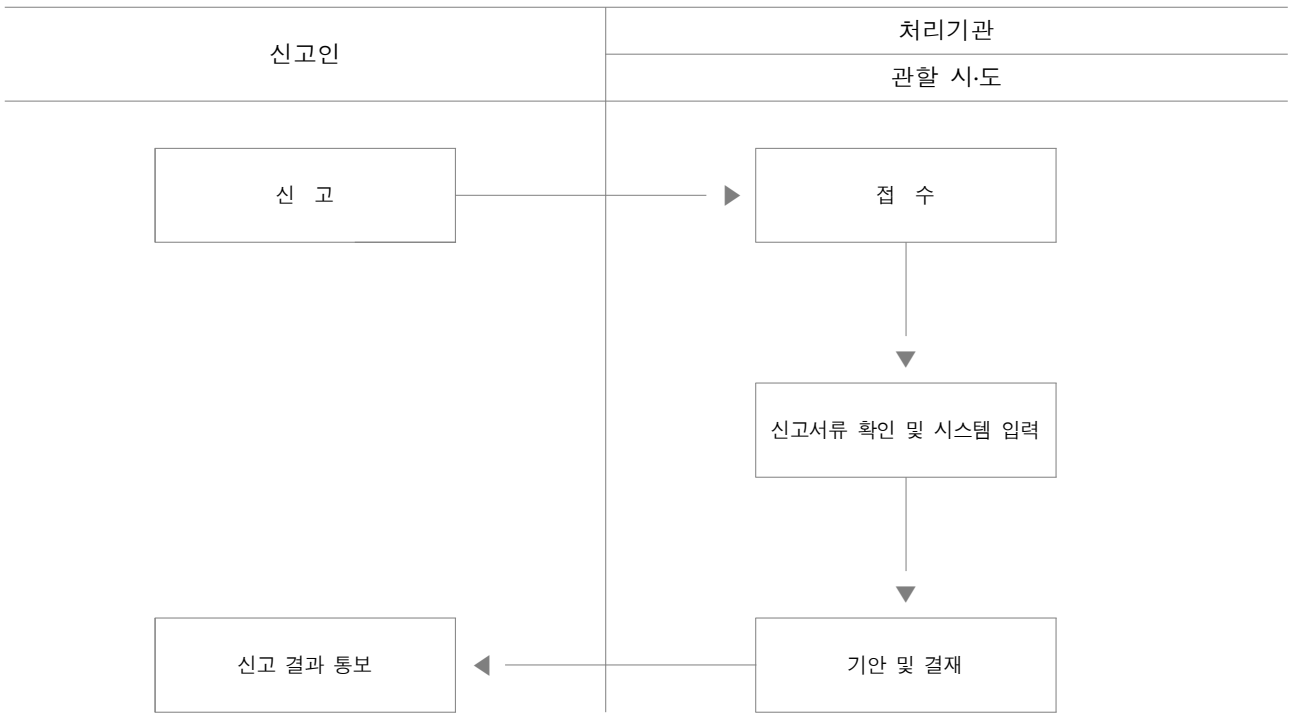 신고인
처리기관
관할 시·도
신 고
접 수
신고서류 확인 및 시스템 입력
신고 결과 통보
기안 및 결재